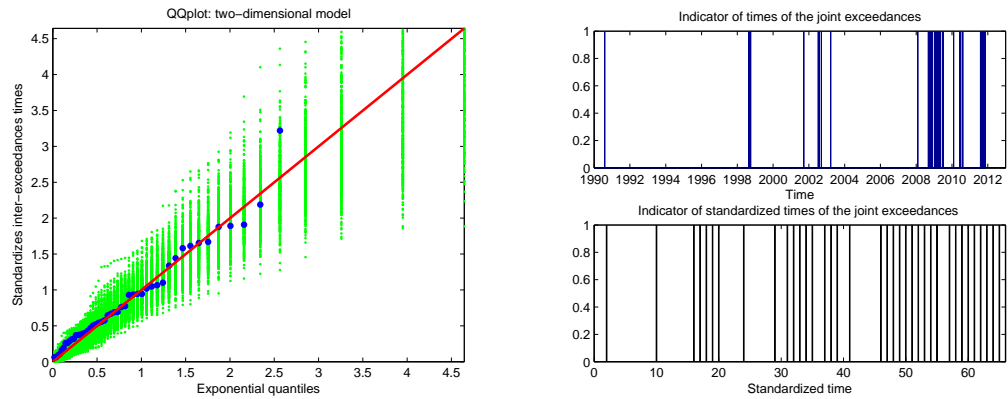 QQplot: two-dimensional model
Standardizes inter-exceedances times
4.5
4
3.5
3
2.5
2
1.5
1
0.5
0
0 0.5 1 1.5 2 2.5 3 3.5 4 4.5
Exponential quantiles
Indicator of times of the joint exceedances
1
0.8
0.6
0.4
0.2
0
1990 1992 1994 1996 1998 2000 2002 2004 2006 2008 2010 2012
Time
Indicator of standardized times of the joint exceedances
1
0.8
0.6
0.4
0.2
0
0 10 20 30 40 50 60
Standardized time